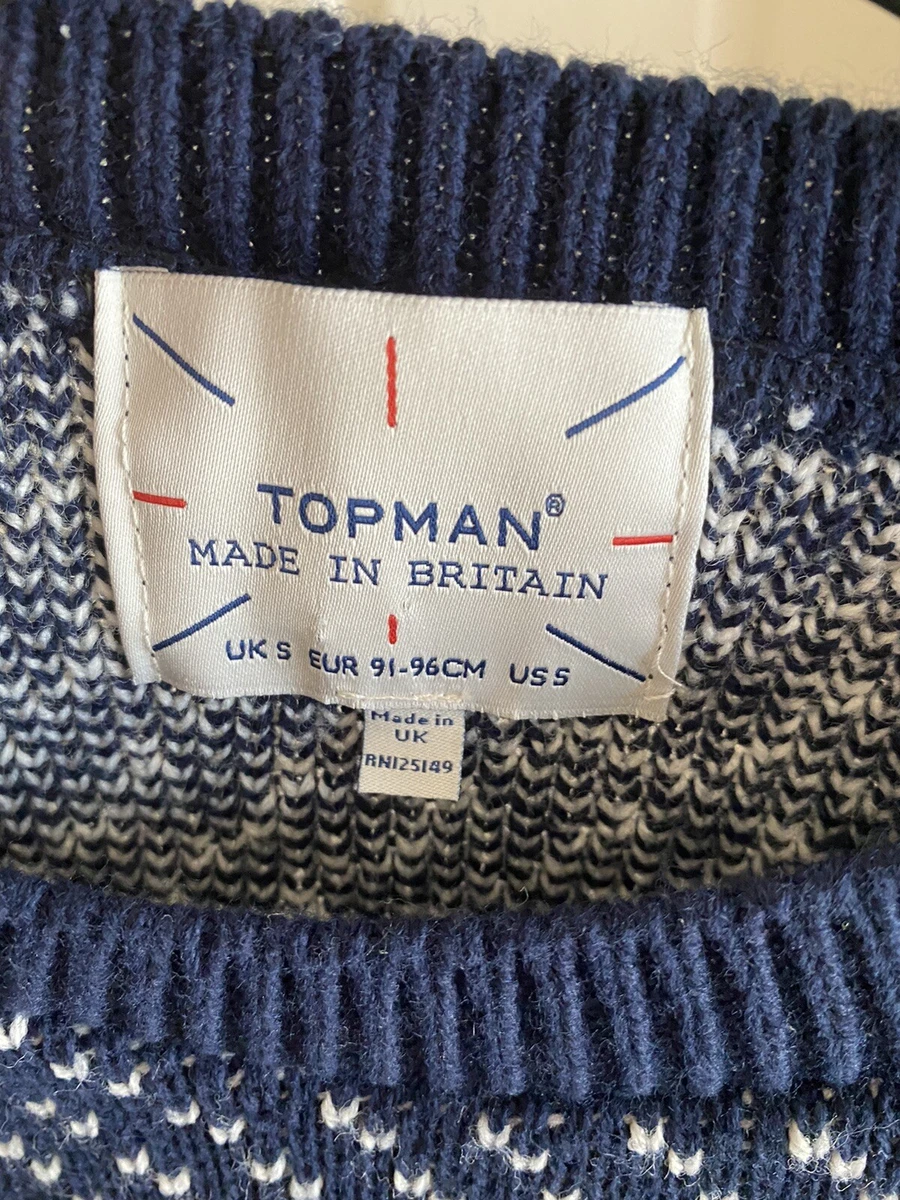 TOPMAN®
MADE IN BRITAIN
UK S EUR 91-96CM US S
Made in
UK
RN125149